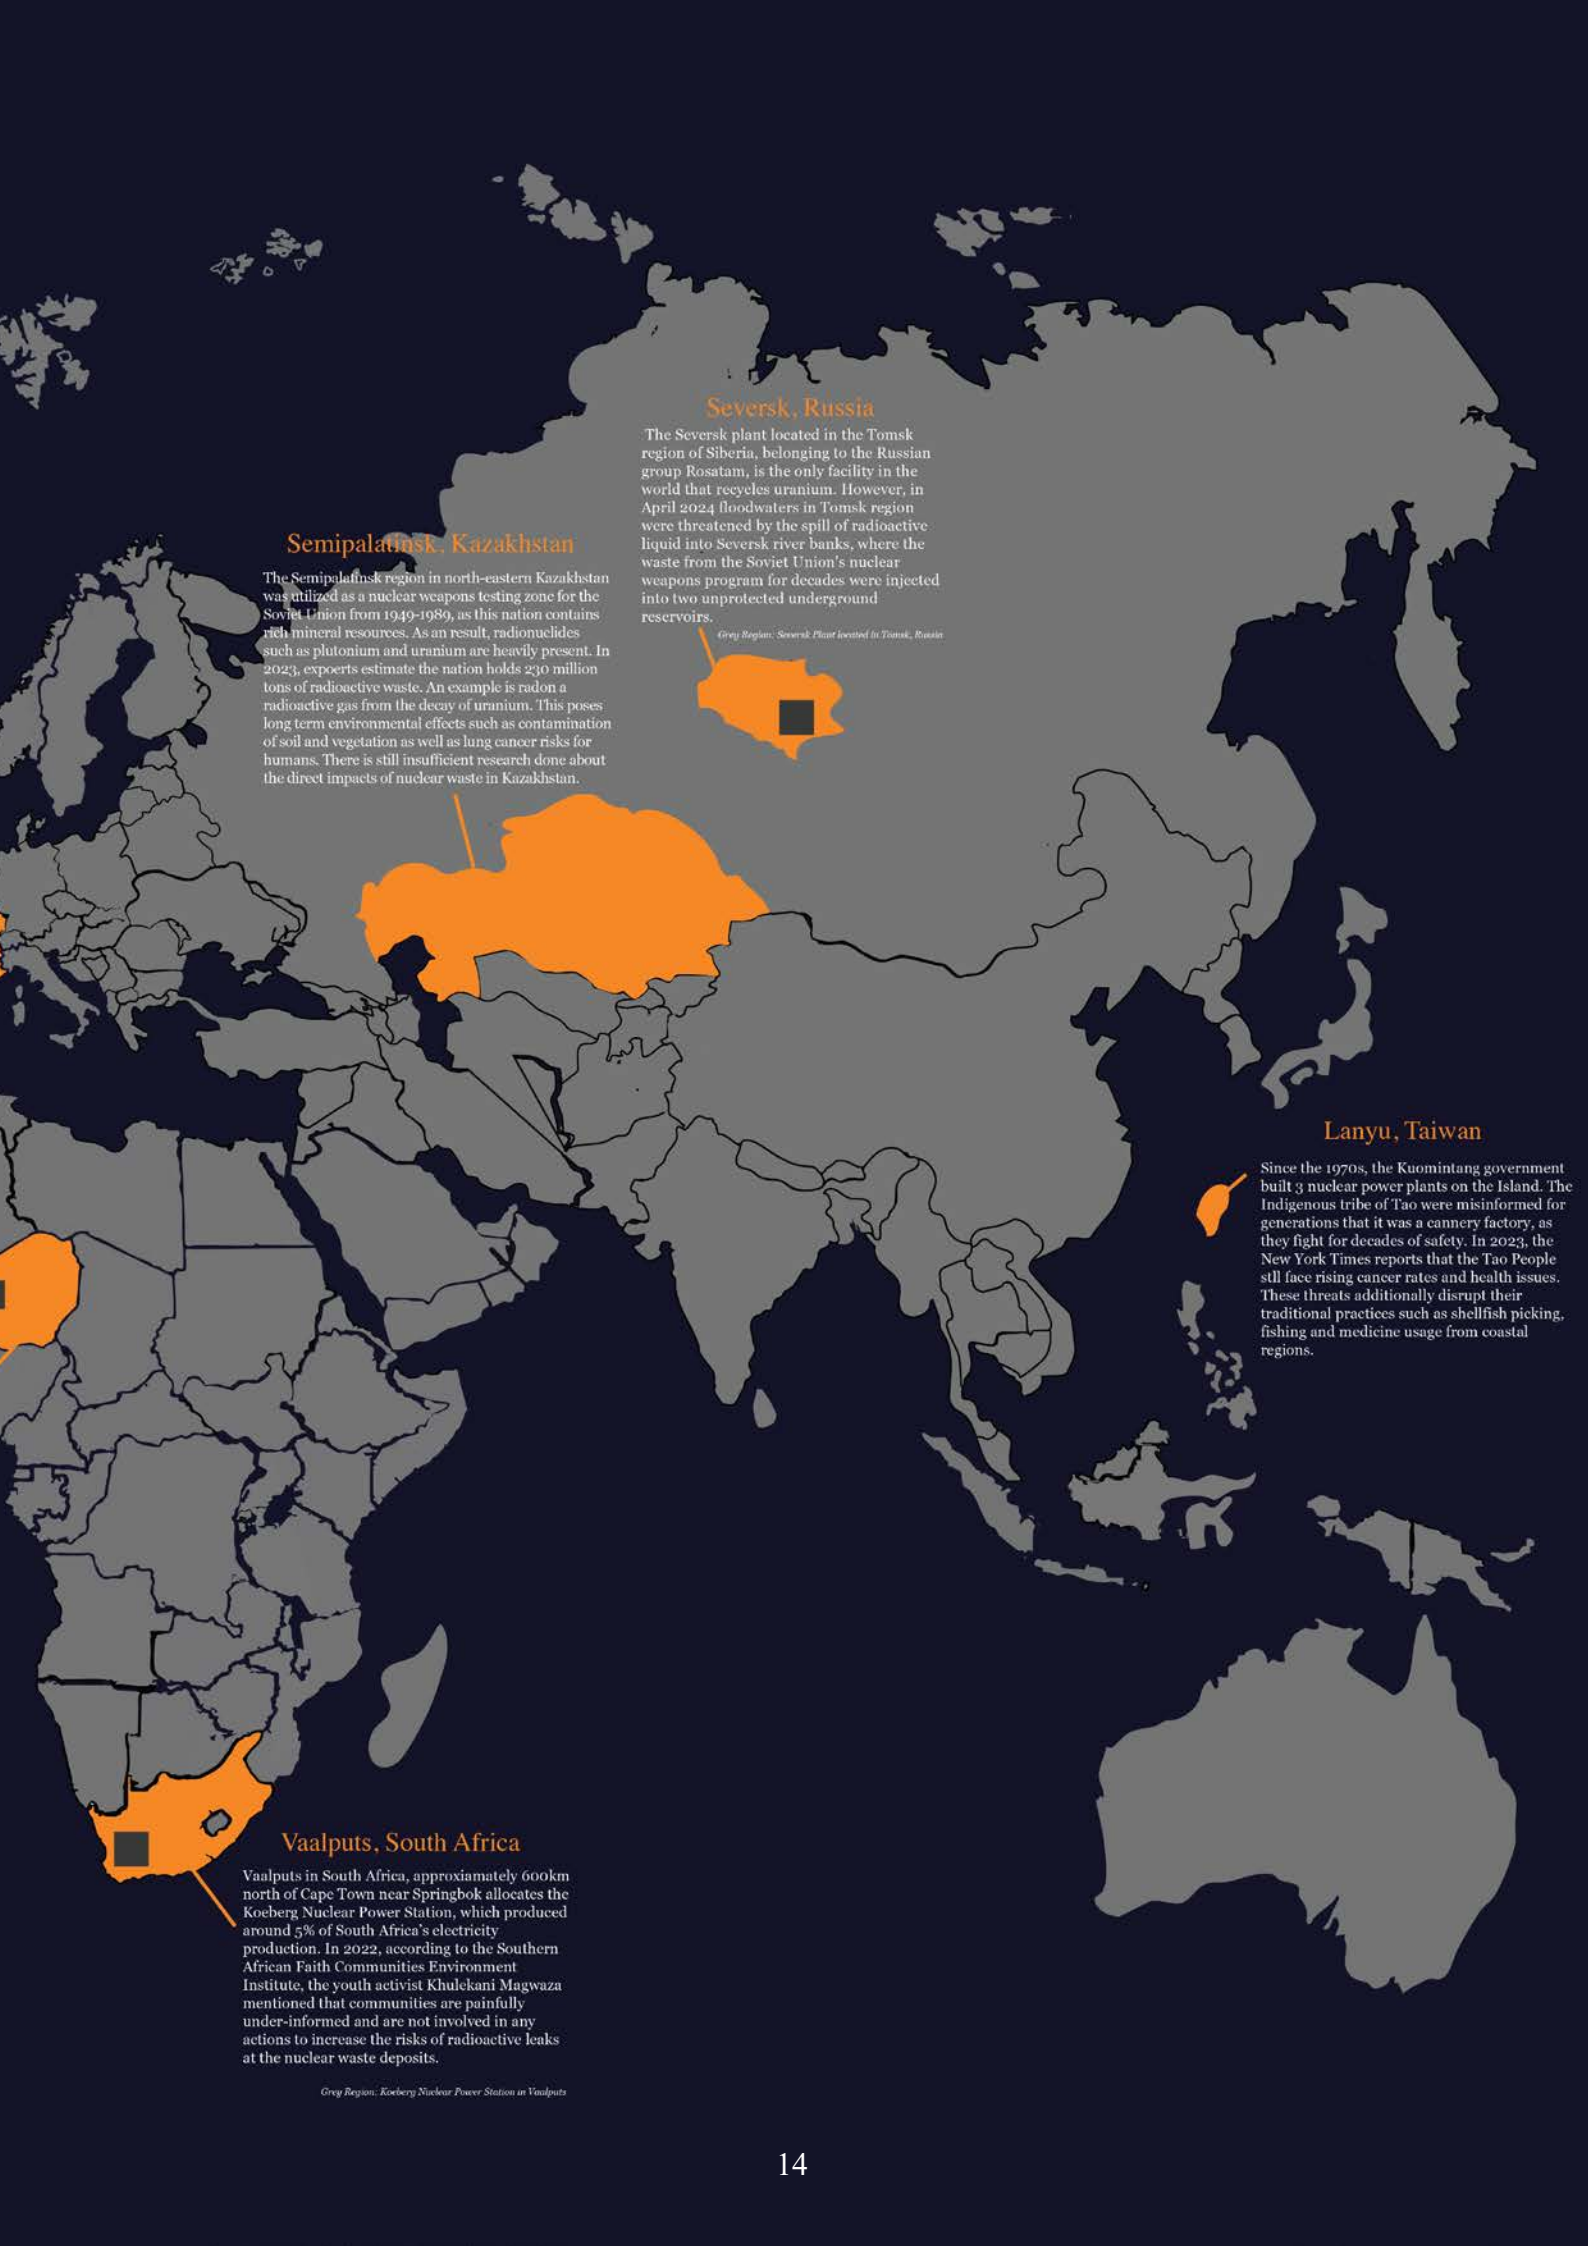 Seversk, Russia
The Seversk plant located in the Tomsk
region of Siberia, belonging to the Russian
group Rosatam, is the only facility in the
world that recycles uranium. However, in
April 2024 floodwaters in Tomsk region
were threatened by the spill of radioactive
liquid into Seversk river banks, where the
waste from the Soviet Union's nuclear
weapons program for decades were injected
into two unprotected underground
reservoirs.
Grey Region: Seversk Plant located in Tomsk, Russia
Semipalatinsk, Kazakhstan
The Semipalatinsk region in north-eastern Kazakhstan
was utilized as a nuclear weapons testing zone for the
Soviet Union from 1949-1989, as this nation contains
rich mineral resources. As an result, radionuclides
such as plutonium and uranium are heavily present. In
2023, expoerts estimate the nation holds 230 million
tons of radioactive waste. An example is radon a
radioactive gas from the decay of uranium. This poses
long term environmental effects such as contamination
of soil and vegetation as well as lung cancer risks for
humans. There is still insufficient research done about
the direct impacts of nuclear waste in Kazakhstan.
Lanyu, Taiwan
Since the 1970s, the Kuomintang government
built 3 nuclear power plants on the Island. The
Indigenous tribe of Tao were misinformed for
generations that it was a cannery factory, as
they fight for decades of safety. In 2023, the
New York Times reports that the Tao People
stll face rising cancer rates and health issues.
These threats additionally disrupt their
traditional practices such as shellfish picking,
fishing and medicine usage from coastal
regions.
Vaalputs, South Africa
Vaalputs in South Africa, approxiamately 600km
north of Cape Town near Springbok allocates the
Koeberg Nuclear Power Station, which produced
around 5% of South Africa's electricity
production. In 2022, according to the Southern
African Faith Communities Environment
Institute, the youth activist Khulekani Magwaza
mentioned that communities are painfully
under-informed and are not involved in any
actions to increase the risks of radioactive leaks
at the nuclear waste deposits.
Grey Region: Koeberg Nuclear Power Station in Vaalputs
14